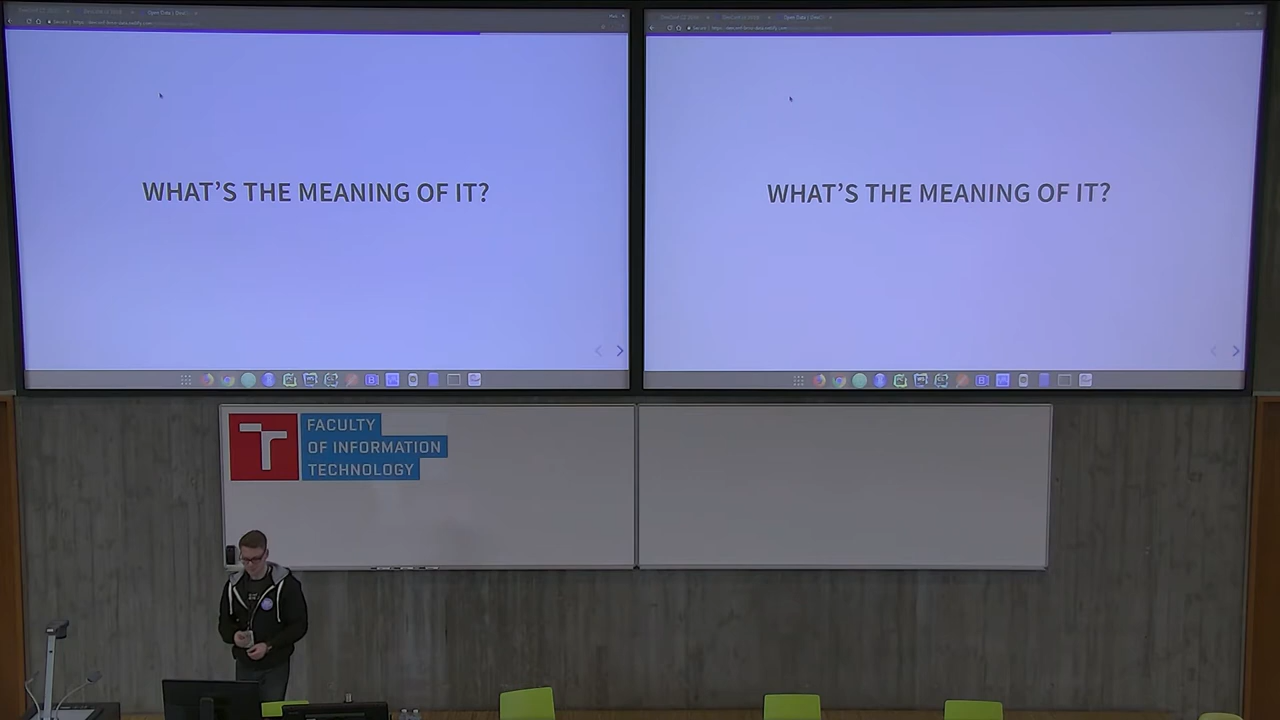 WHAT'S THE MEANING OF IT?
WHAT'S THE MEANING OF IT?
FACULTY
OF INFORMATION
TECHNOLOGY